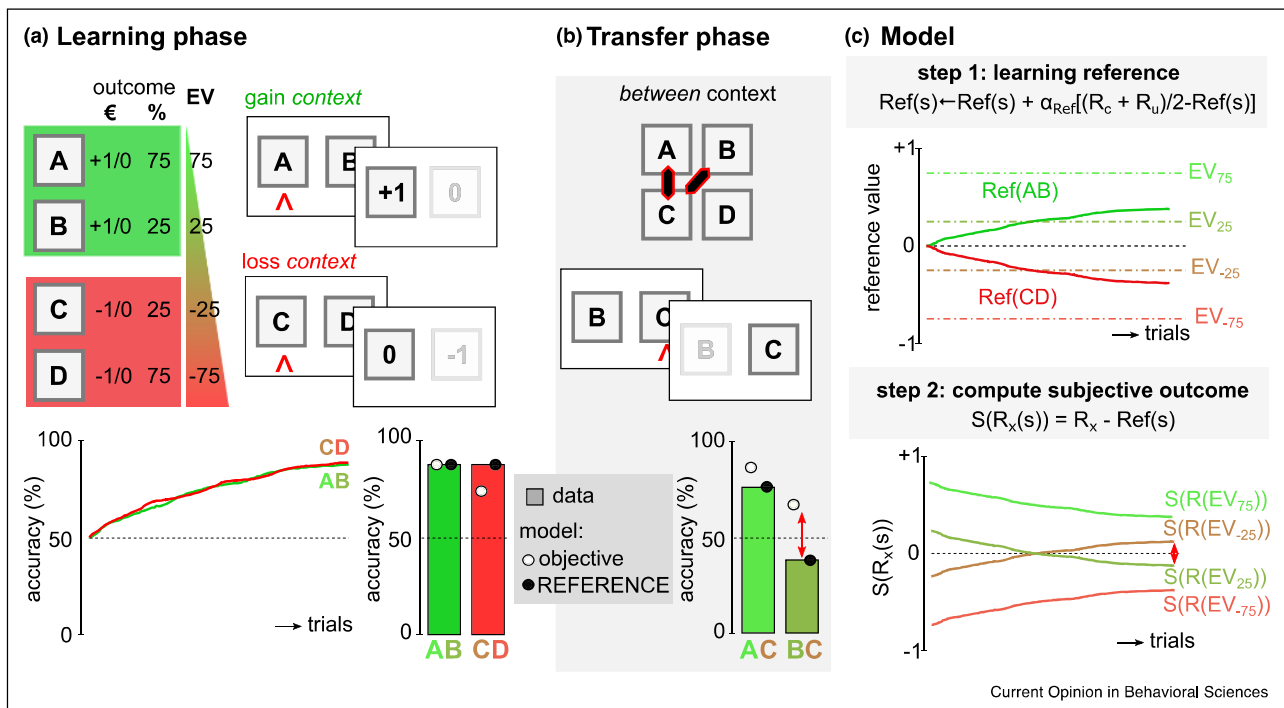 (a) Learning phase
outcome
€ % EV
A +1/0 75 75
B +1/0 25 25
C -1/0 25 -25
D -1/0 75 -75
gain context
A B
+1 0
loss context
C D
0 -1
100
50
0
accuracy (%)
CD
AB
→ trials
100
50
0
accuracy (%)
AB CD
data
model:
objective
REFERENCE
(b) Transfer phase
between context
A B
C D
B C
B C
100
50
0
accuracy (%)
AC BC
(c) Model
step 1: learning reference
Ref(s)←Ref(s) + αRef[(Rc + Ru)/2-Ref(s)]
+1
0
-1
reference value
EV75
Ref(AB)
EV25
EV-25
Ref(CD)
EV-75
→ trials
step 2: compute subjective outcome
S(Rx(s)) = Rx - Ref(s)
+1
0
-1
S(Rx(s))
S(R(EV75))
S(R(EV-25))
S(R(EV25))
S(R(EV-75))
→ trials
Current Opinion in Behavioral Sciences